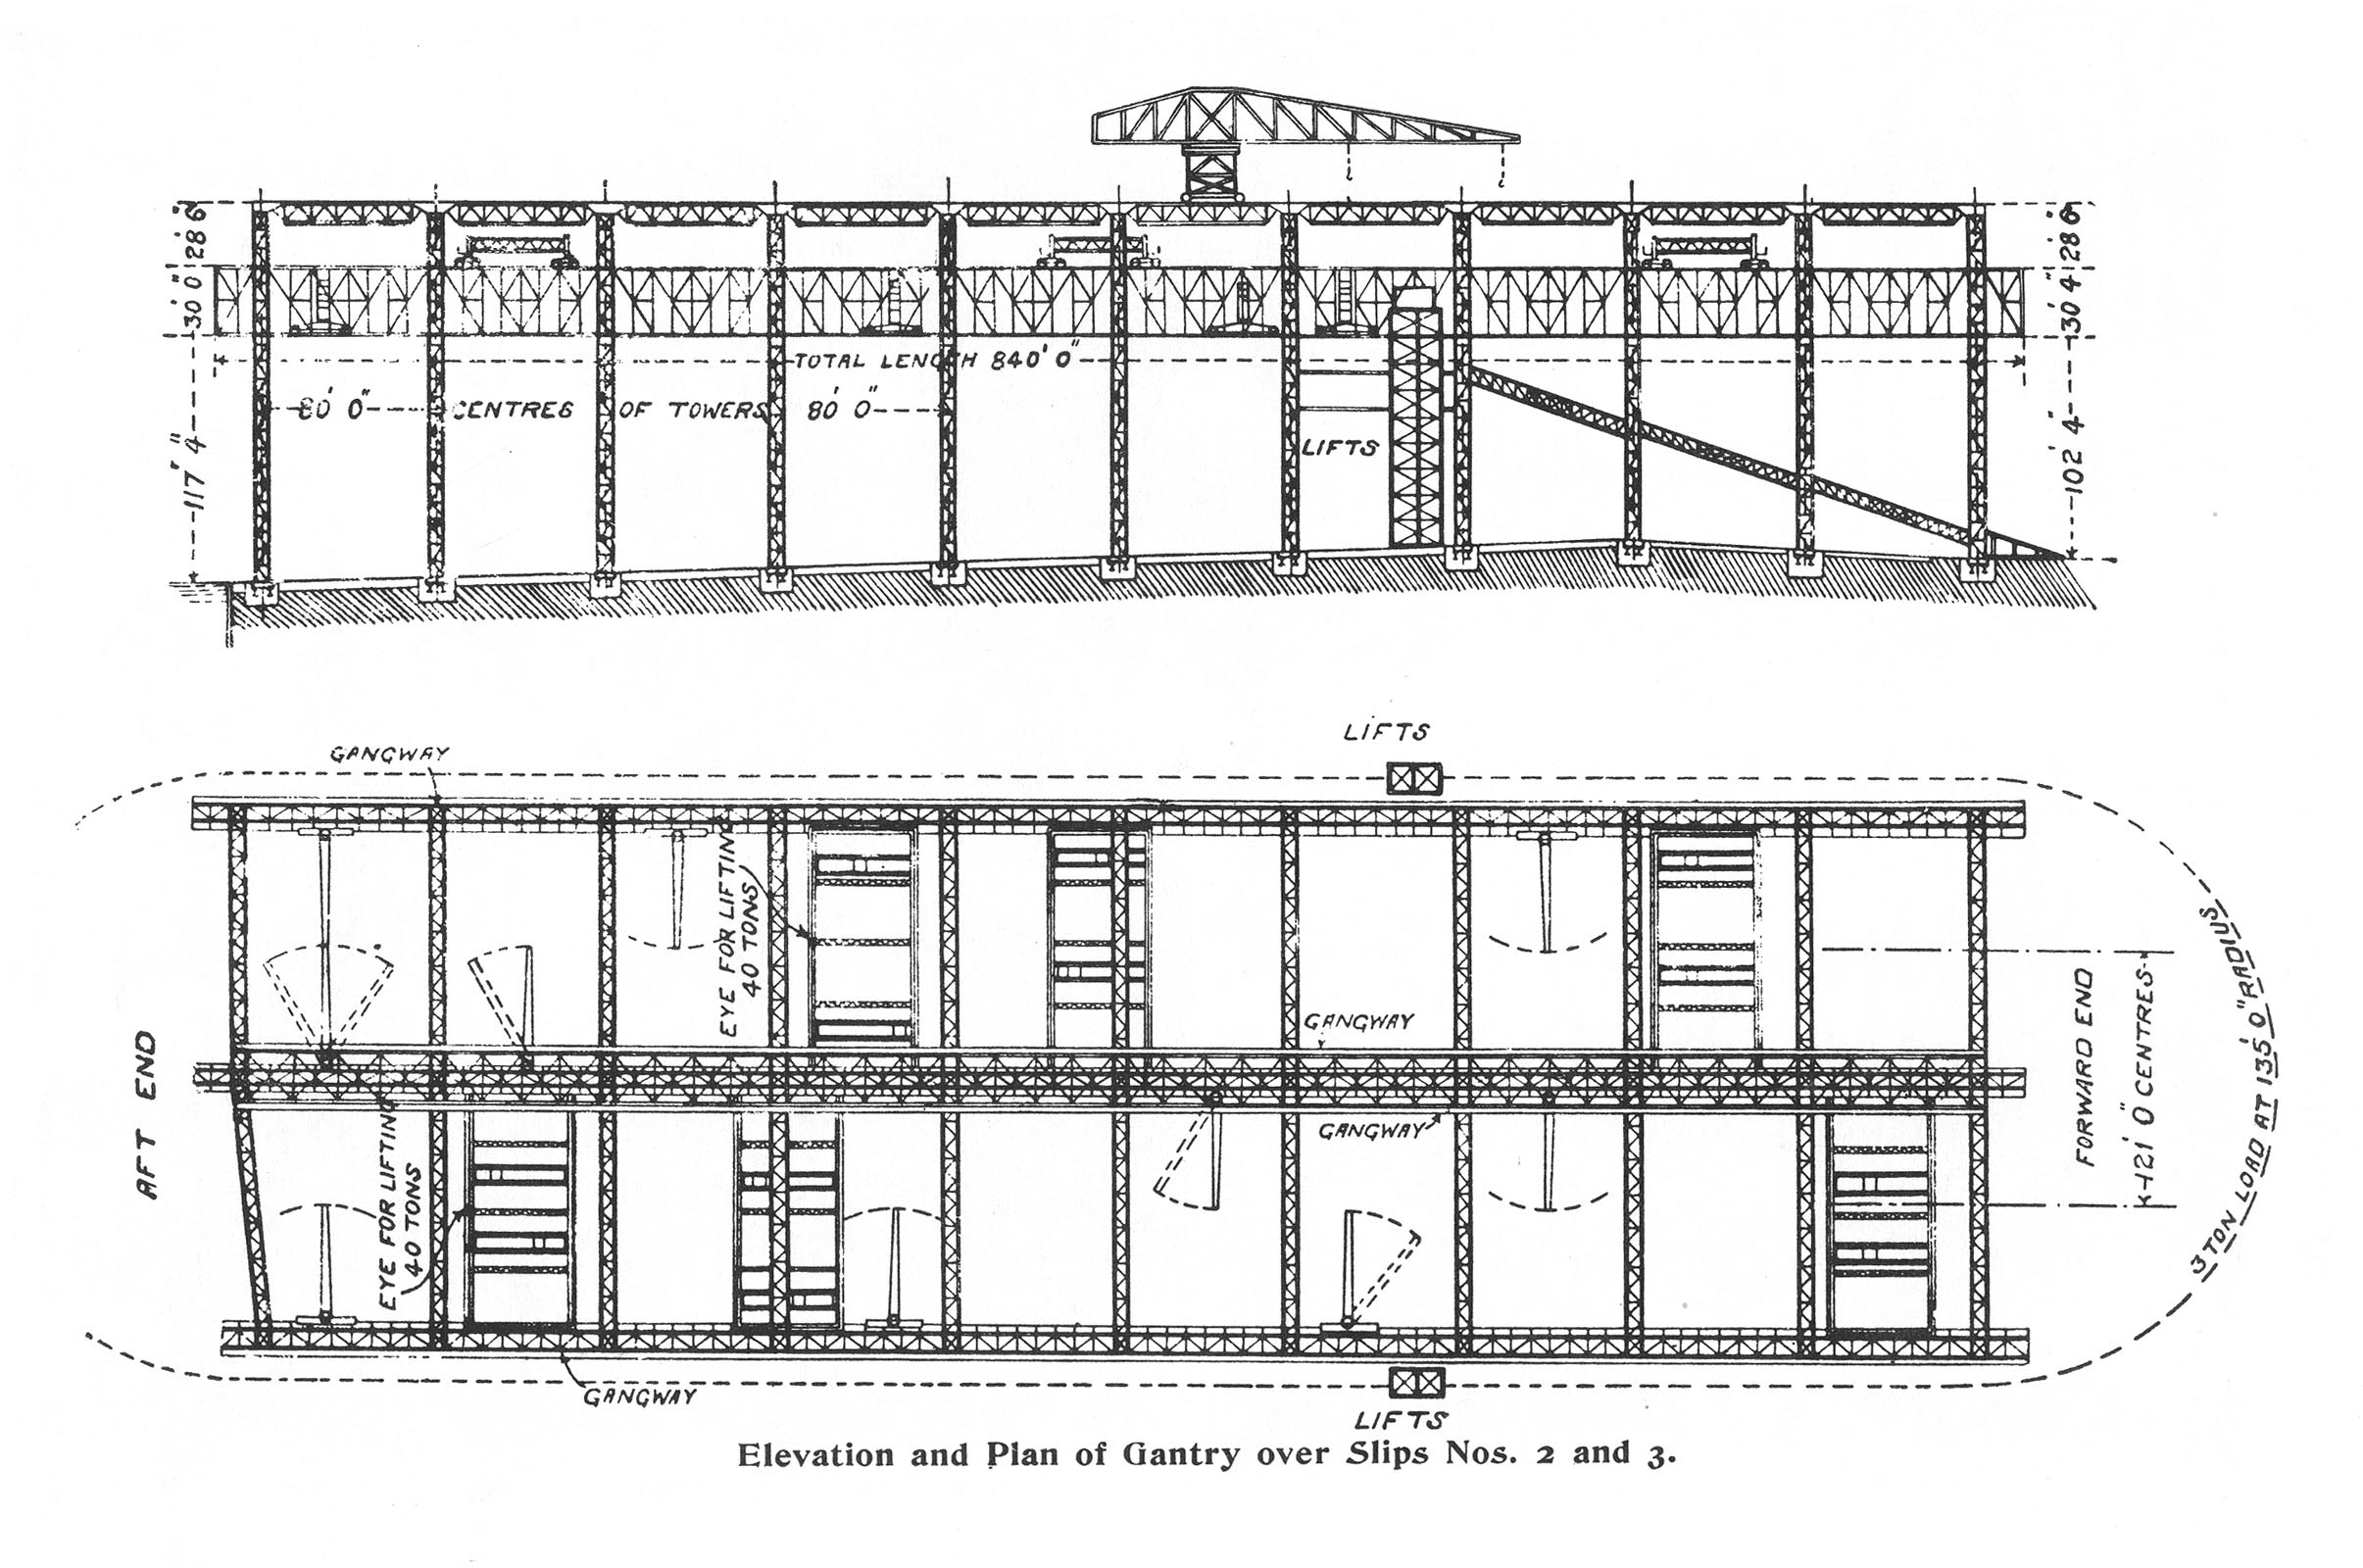 28' 6"
30' 0"
117' 4"
TOTAL LENGTH 840' 0"
80' 0" CENTRES OF TOWERS 80' 0"
LIFTS
28' 6"
30' 4"
102' 4"
LIFTS
GANGWAY
EYE FOR LIFTING
40 TONS
GANGWAY
AFT END
FORWARD END
121' 0" CENTRES
3 TON LOAD AT 135' 0" RADIUS
EYE FOR LIFTING
40 TONS
GANGWAY
GANGWAY
LIFTS
Elevation and Plan of Gantry over Slips Nos. 2 and 3.